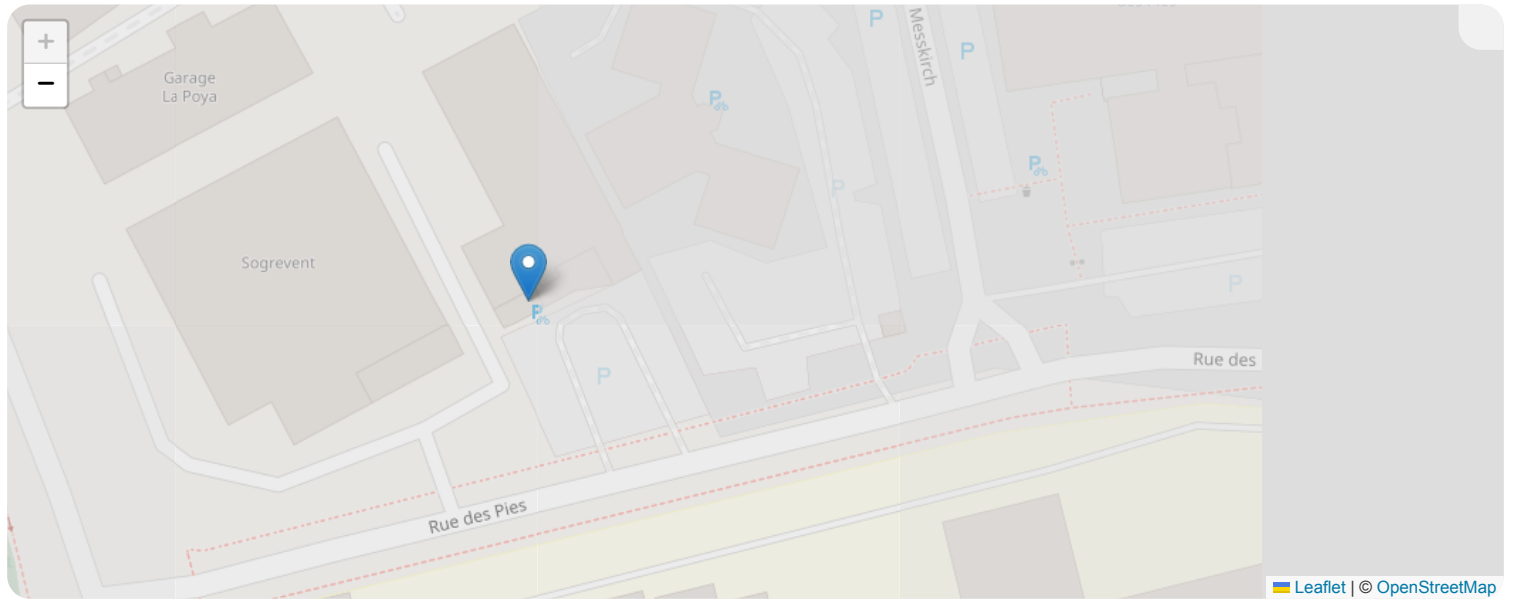 +
−
Garage
La Poya
Sogrevent
P
P
P
P
Messkirch
P
P
P
P
P
Rue des
Rue des Pies
Leaflet | © OpenStreetMap